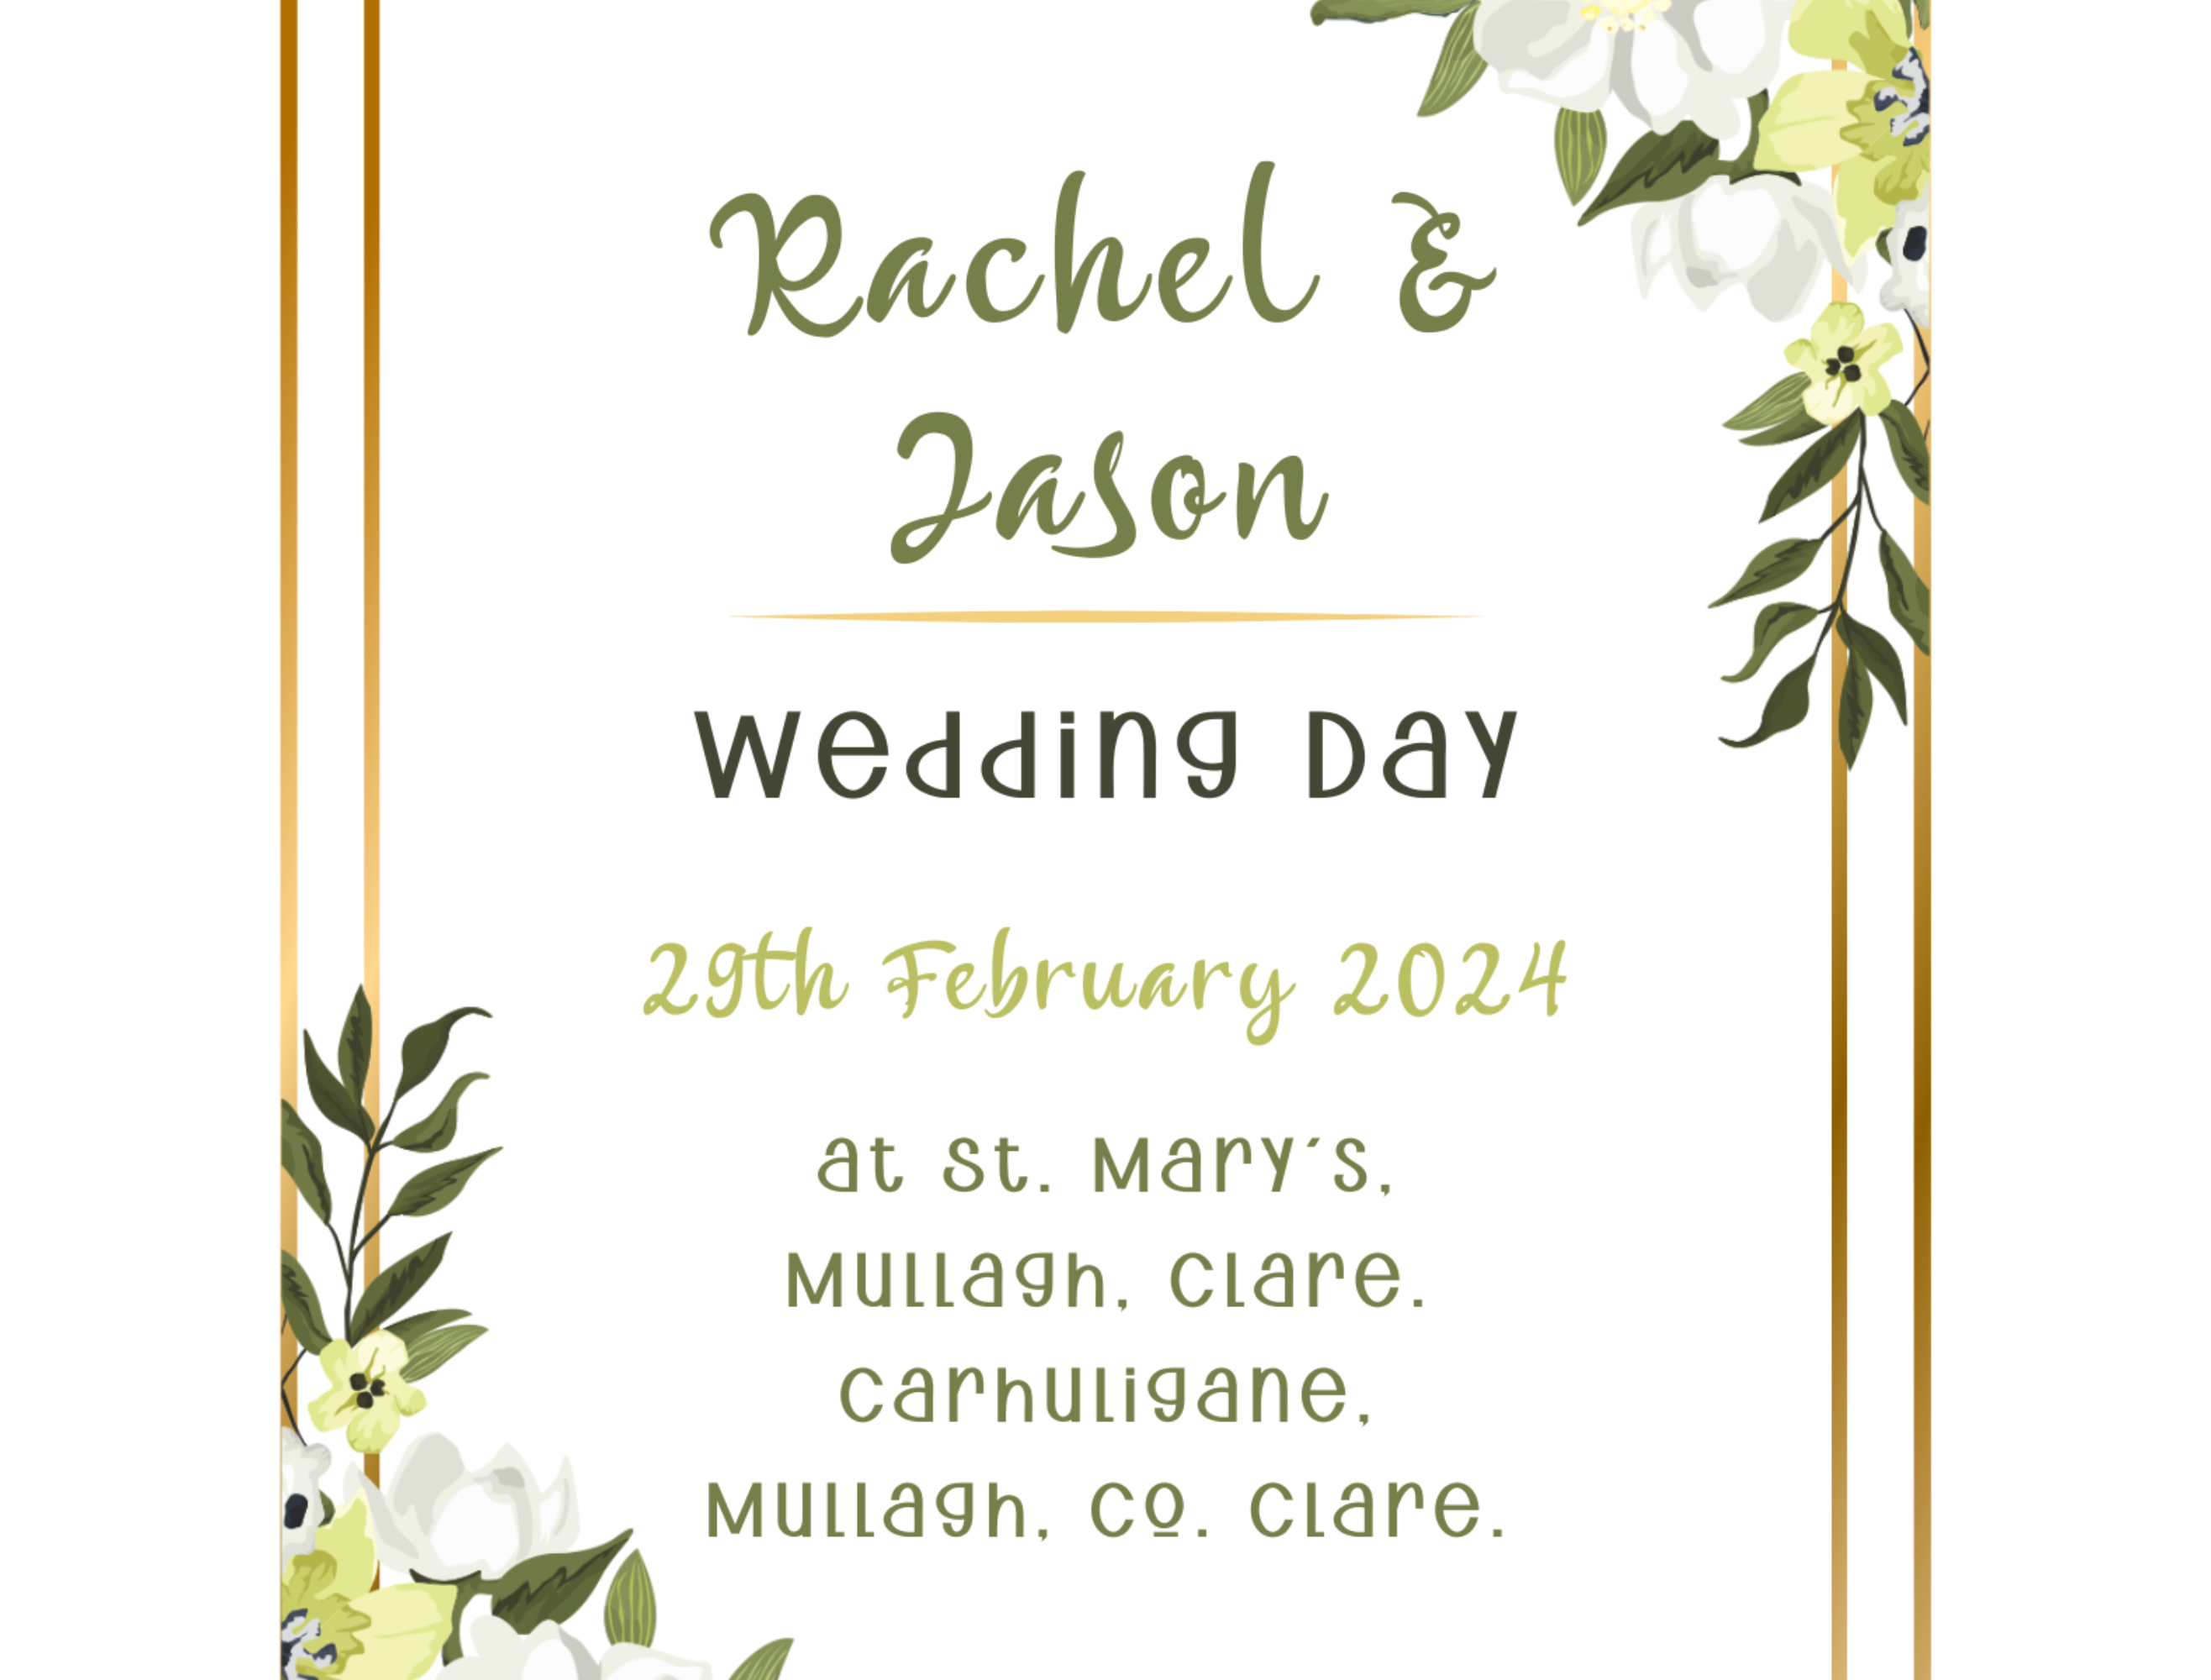 Rachel &
Jason
Wedding Day
29th February 2024
at St. Mary's,
Mullagh, Clare.
Carhuligane,
Mullagh, Co. Clare.